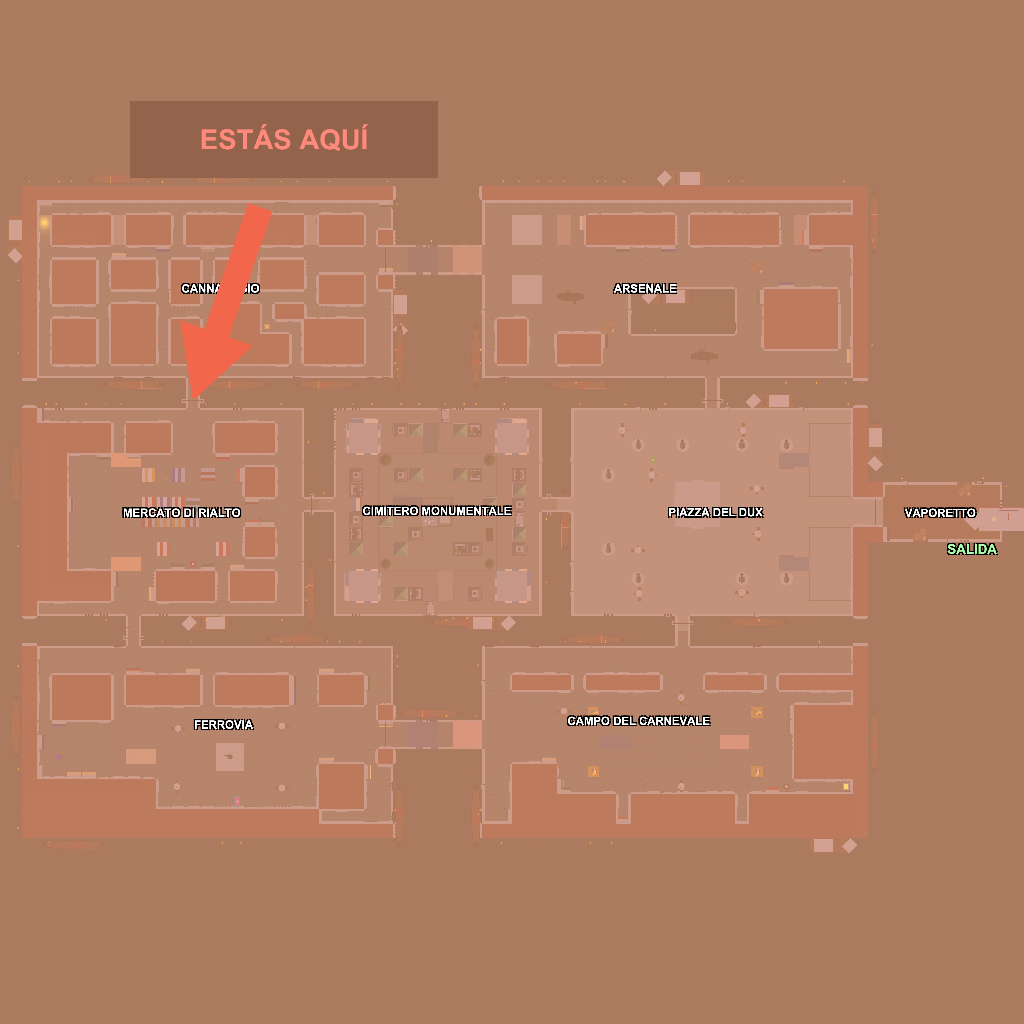 ESTÁS AQUÍ
ARSENALE
MERCATO DI RIALTO
CIMITERO MONUMENTALE
PIAZZA DEL DUX
VAPORETTO
SALIDA
FERROVIA
CAMPO DEL CARNEVALE